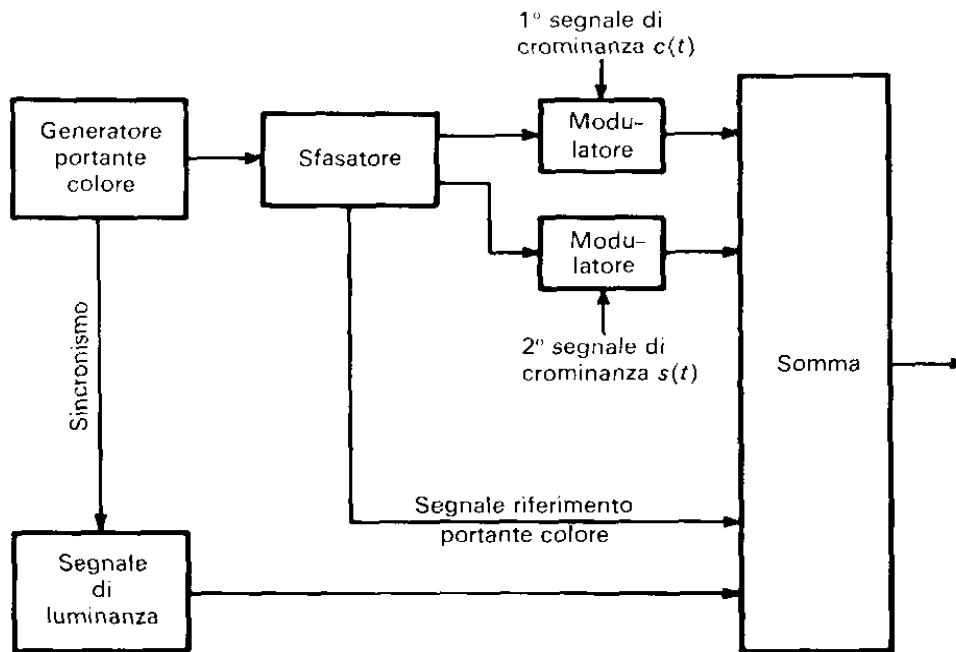 1° segnale di
crominanza c(t)
Generatore
portante
colore
Sfasatore
Modu-
latore
Modu-
latore
2° segnale di
crominanza s(t)
Somma
Sincronismo
Segnale riferimento
portante colore
Segnale
di
luminanza